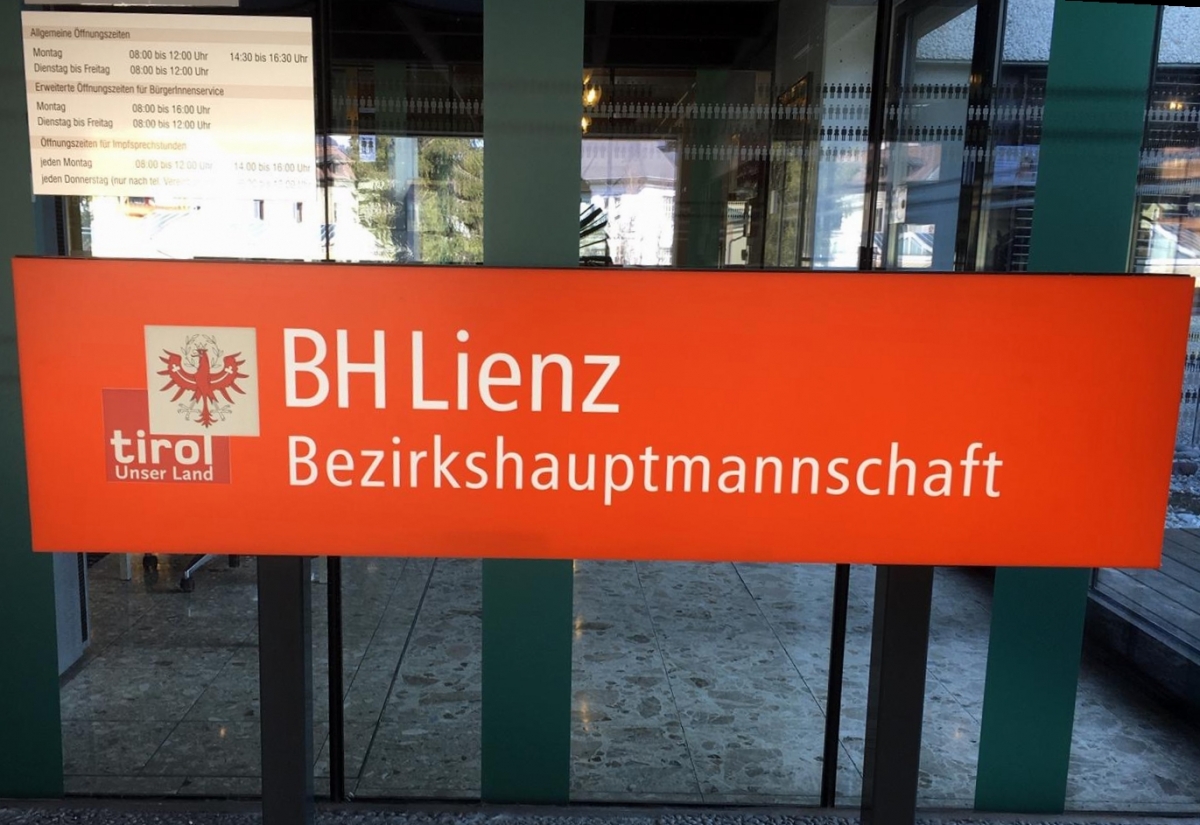 Allgemeine Öffnungszeiten
Montag 08:00 bis 12:00 Uhr 14:30 bis 16:30 Uhr
Dienstag bis Freitag 08:00 bis 12:00 Uhr
Erweiterte Öffnungszeiten für BürgerInnenservice
Montag 08:00 bis 16:00 Uhr
Dienstag bis Freitag 08:00 bis 12:00 Uhr
Öffnungszeiten für Impfsprechstunden
jeden Montag 08:00 bis 12:00 Uhr 14:00 bis 16:00 Uhr
jeden Donnerstag (nur nach tel.
BH Lienz
Bezirkshauptmannschaft
tirol
Unser Land